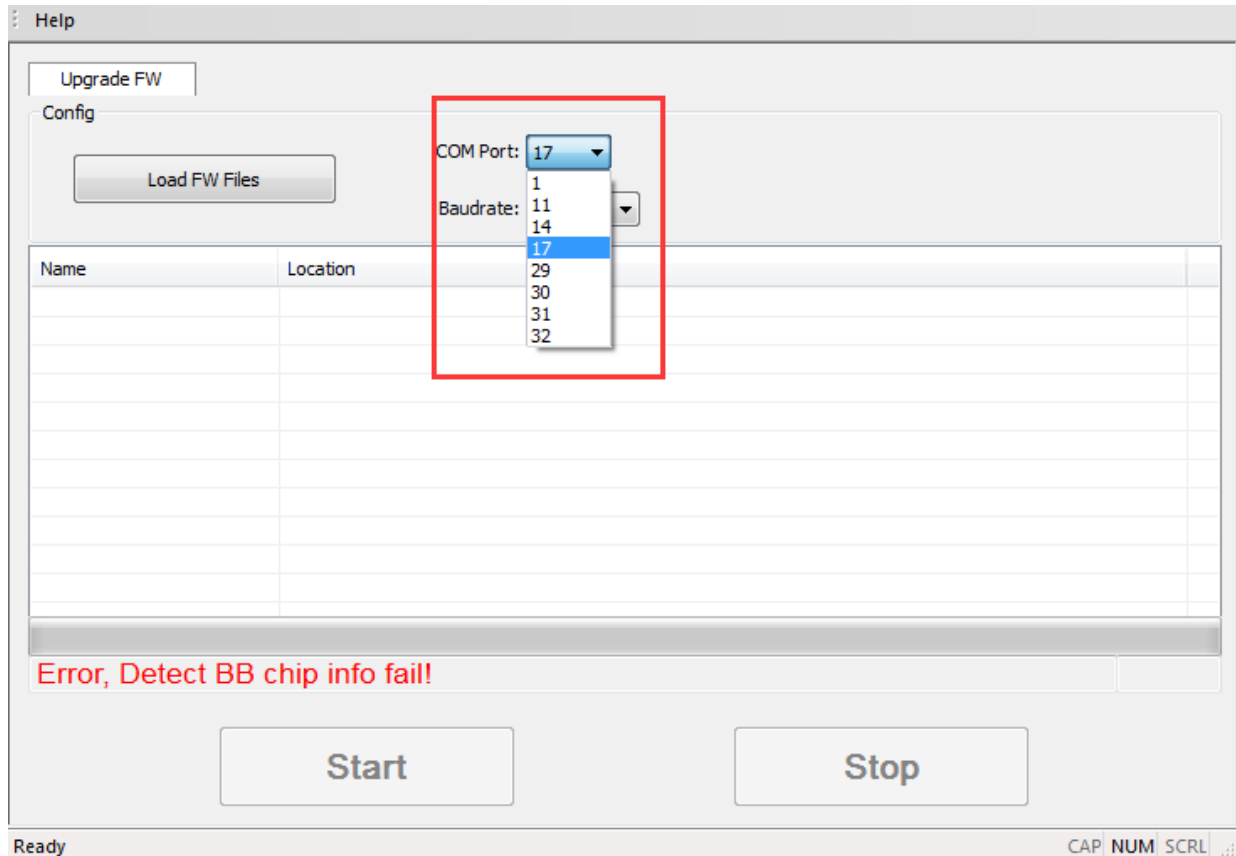 Help
Upgrade FW
Config
Load FW Files
COM Port: 17
Baudrate:
1
11
14
17
29
30
31
32
Name Location
Error, Detect BB chip info fail!
Start Stop
Ready CAP NUM SCRL